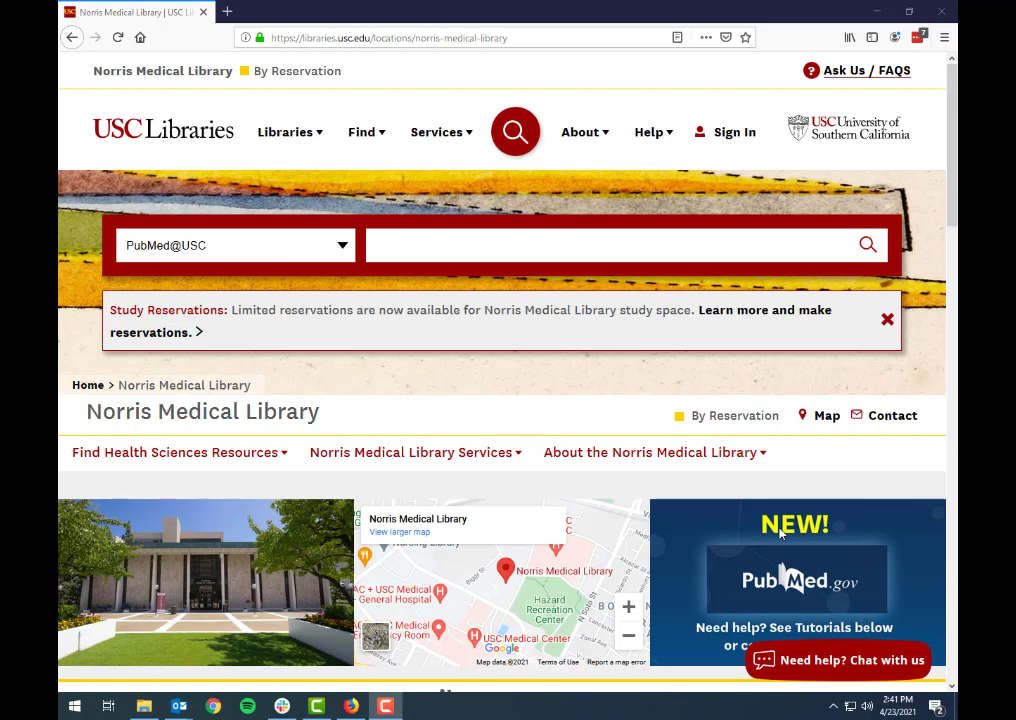 Norris Medical Library | USC Li
https://libraries.usc.edu/locations/norris-medical-library
7
Norris Medical Library By Reservation
? Ask Us / FAQS
USC Libraries
Libraries Find Services About Help Sign In
USC University of
Southern California
PubMed@USC
Study Reservations: Limited reservations are now available for Norris Medical Library study space. Learn more and make
reservations. >
Home > Norris Medical Library
Norris Medical Library
By Reservation Map Contact
Find Health Sciences Resources Norris Medical Library Services About the Norris Medical Library
Norris Medical Library
View larger map
Biggy St
Norris Medical Library
AC + USC Medical
General Hospital
Hazard
Recreation
Center
USC Medical Center
Google
Map data ©2021 Terms of Use Report a map error
NEW!
PubMed.gov
Need help? See Tutorials below
Need help? Chat with us
2:41 PM
4/23/2021
2